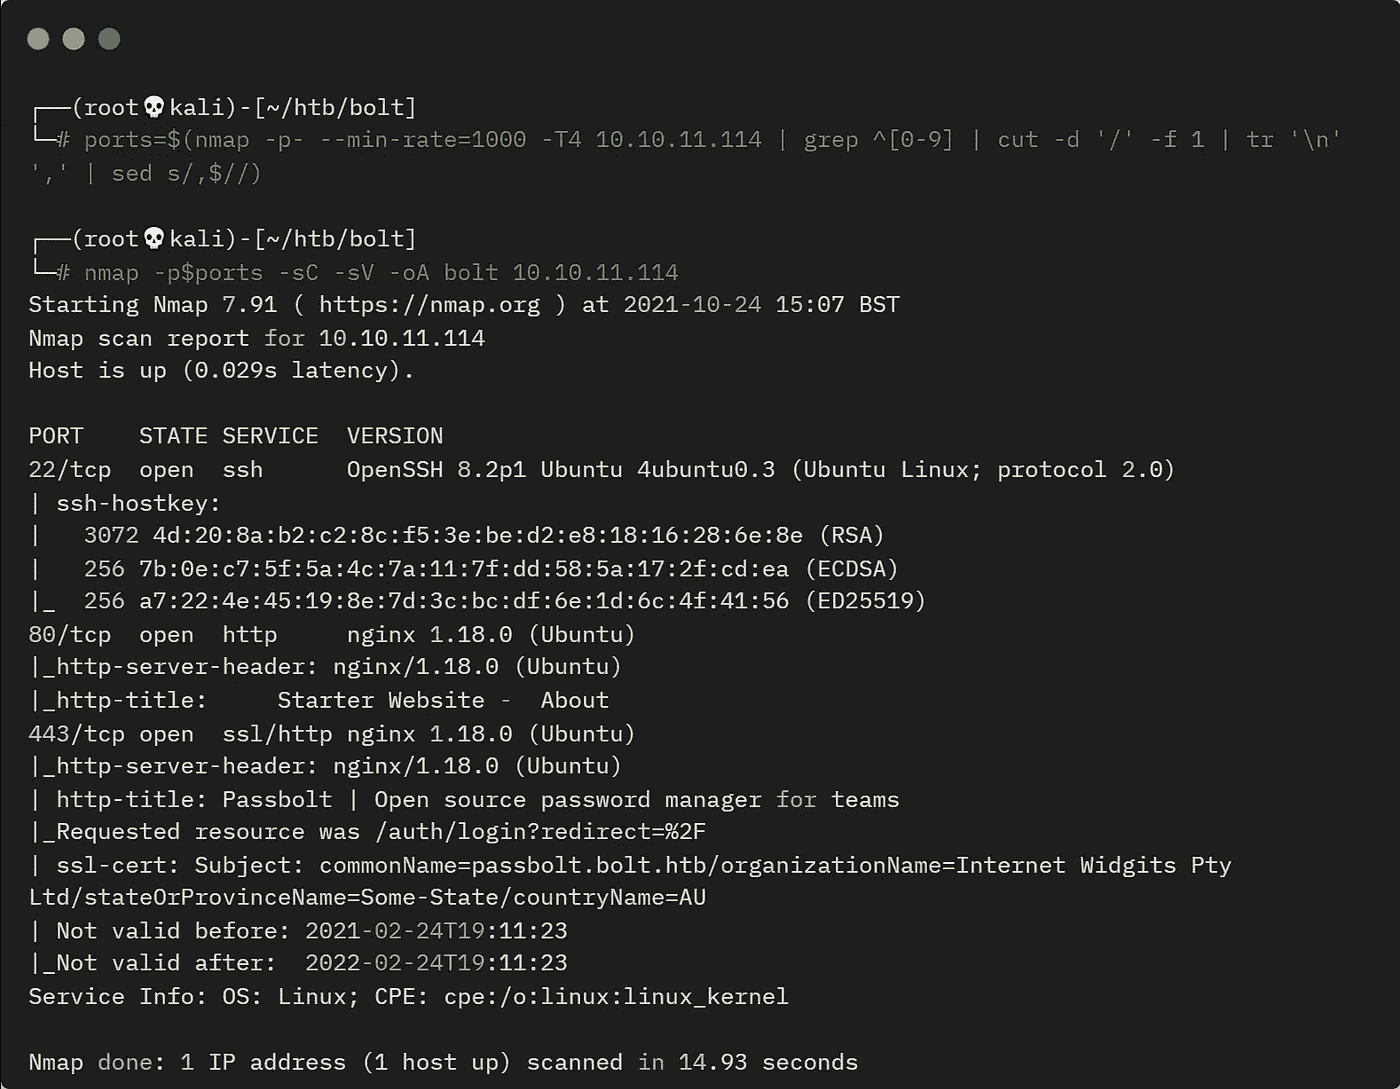 ┌──(root💀kali)-[~/htb/bolt]
└─# ports=$(nmap -p- --min-rate=1000 -T4 10.10.11.114 | grep ^[0-9] | cut -d '/' -f 1 | tr '\n'
',' | sed s/,$//)
┌──(root💀kali)-[~/htb/bolt]
└─# nmap -p$ports -sC -sV -oA bolt 10.10.11.114
Starting Nmap 7.91 ( https://nmap.org ) at 2021-10-24 15:07 BST
Nmap scan report for 10.10.11.114
Host is up (0.029s latency).
PORT    STATE SERVICE  VERSION
22/tcp  open  ssh      OpenSSH 8.2p1 Ubuntu 4ubuntu0.3 (Ubuntu Linux; protocol 2.0)
| ssh-hostkey:
|   3072 4d:20:8a:b2:c2:8c:f5:3e:be:d2:e8:18:16:28:6e:8e (RSA)
|   256 7b:0e:c7:5f:5a:4c:7a:11:7f:dd:58:5a:17:2f:cd:ea (ECDSA)
|_  256 a7:22:4e:45:19:8e:7d:3c:bc:df:6e:1d:6c:4f:41:56 (ED25519)
80/tcp  open  http     nginx 1.18.0 (Ubuntu)
|_http-server-header: nginx/1.18.0 (Ubuntu)
|_http-title:     Starter Website -  About
443/tcp open  ssl/http nginx 1.18.0 (Ubuntu)
|_http-server-header: nginx/1.18.0 (Ubuntu)
| http-title: Passbolt | Open source password manager for teams
|_Requested resource was /auth/login?redirect=%2F
| ssl-cert: Subject: commonName=passbolt.bolt.htb/organizationName=Internet Widgits Pty
Ltd/stateOrProvinceName=Some-State/countryName=AU
| Not valid before: 2021-02-24T19:11:23
|_Not valid after:  2022-02-24T19:11:23
Service Info: OS: Linux; CPE: cpe:/o:linux:linux_kernel
Nmap done: 1 IP address (1 host up) scanned in 14.93 seconds